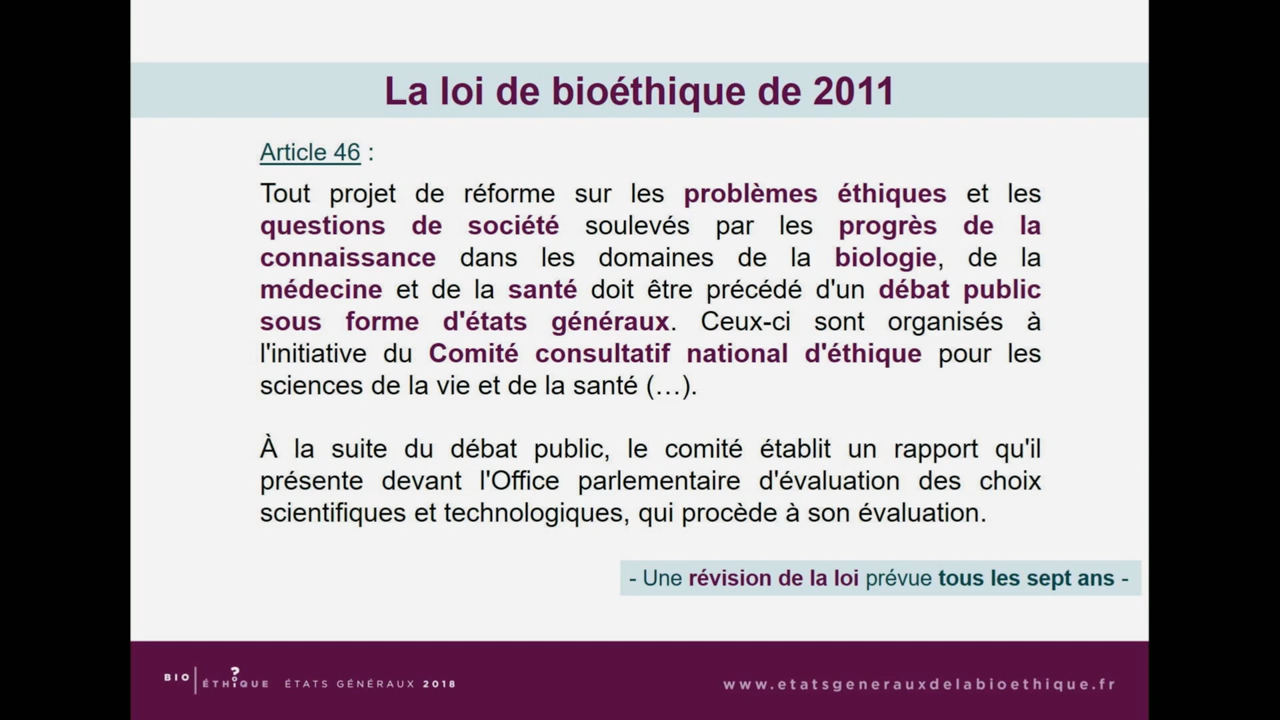 La loi de bioéthique de 2011
Article 46 :
Tout projet de réforme sur les problèmes éthiques et les
questions de société soulevés par les progrès de la
connaissance dans les domaines de la biologie, de la
médecine et de la santé doit être précédé d'un débat public
sous forme d'états généraux. Ceux-ci sont organisés à
l'initiative du Comité consultatif national d'éthique pour les
sciences de la vie et de la santé (…).
À la suite du débat public, le comité établit un rapport qu'il
présente devant l'Office parlementaire d'évaluation des choix
scientifiques et technologiques, qui procède à son évaluation.
- Une révision de la loi prévue tous les sept ans -
BIO ÉTHIQUE ? ÉTATS GÉNÉRAUX 2018
www.etatsgenerauxdelabioethique.fr